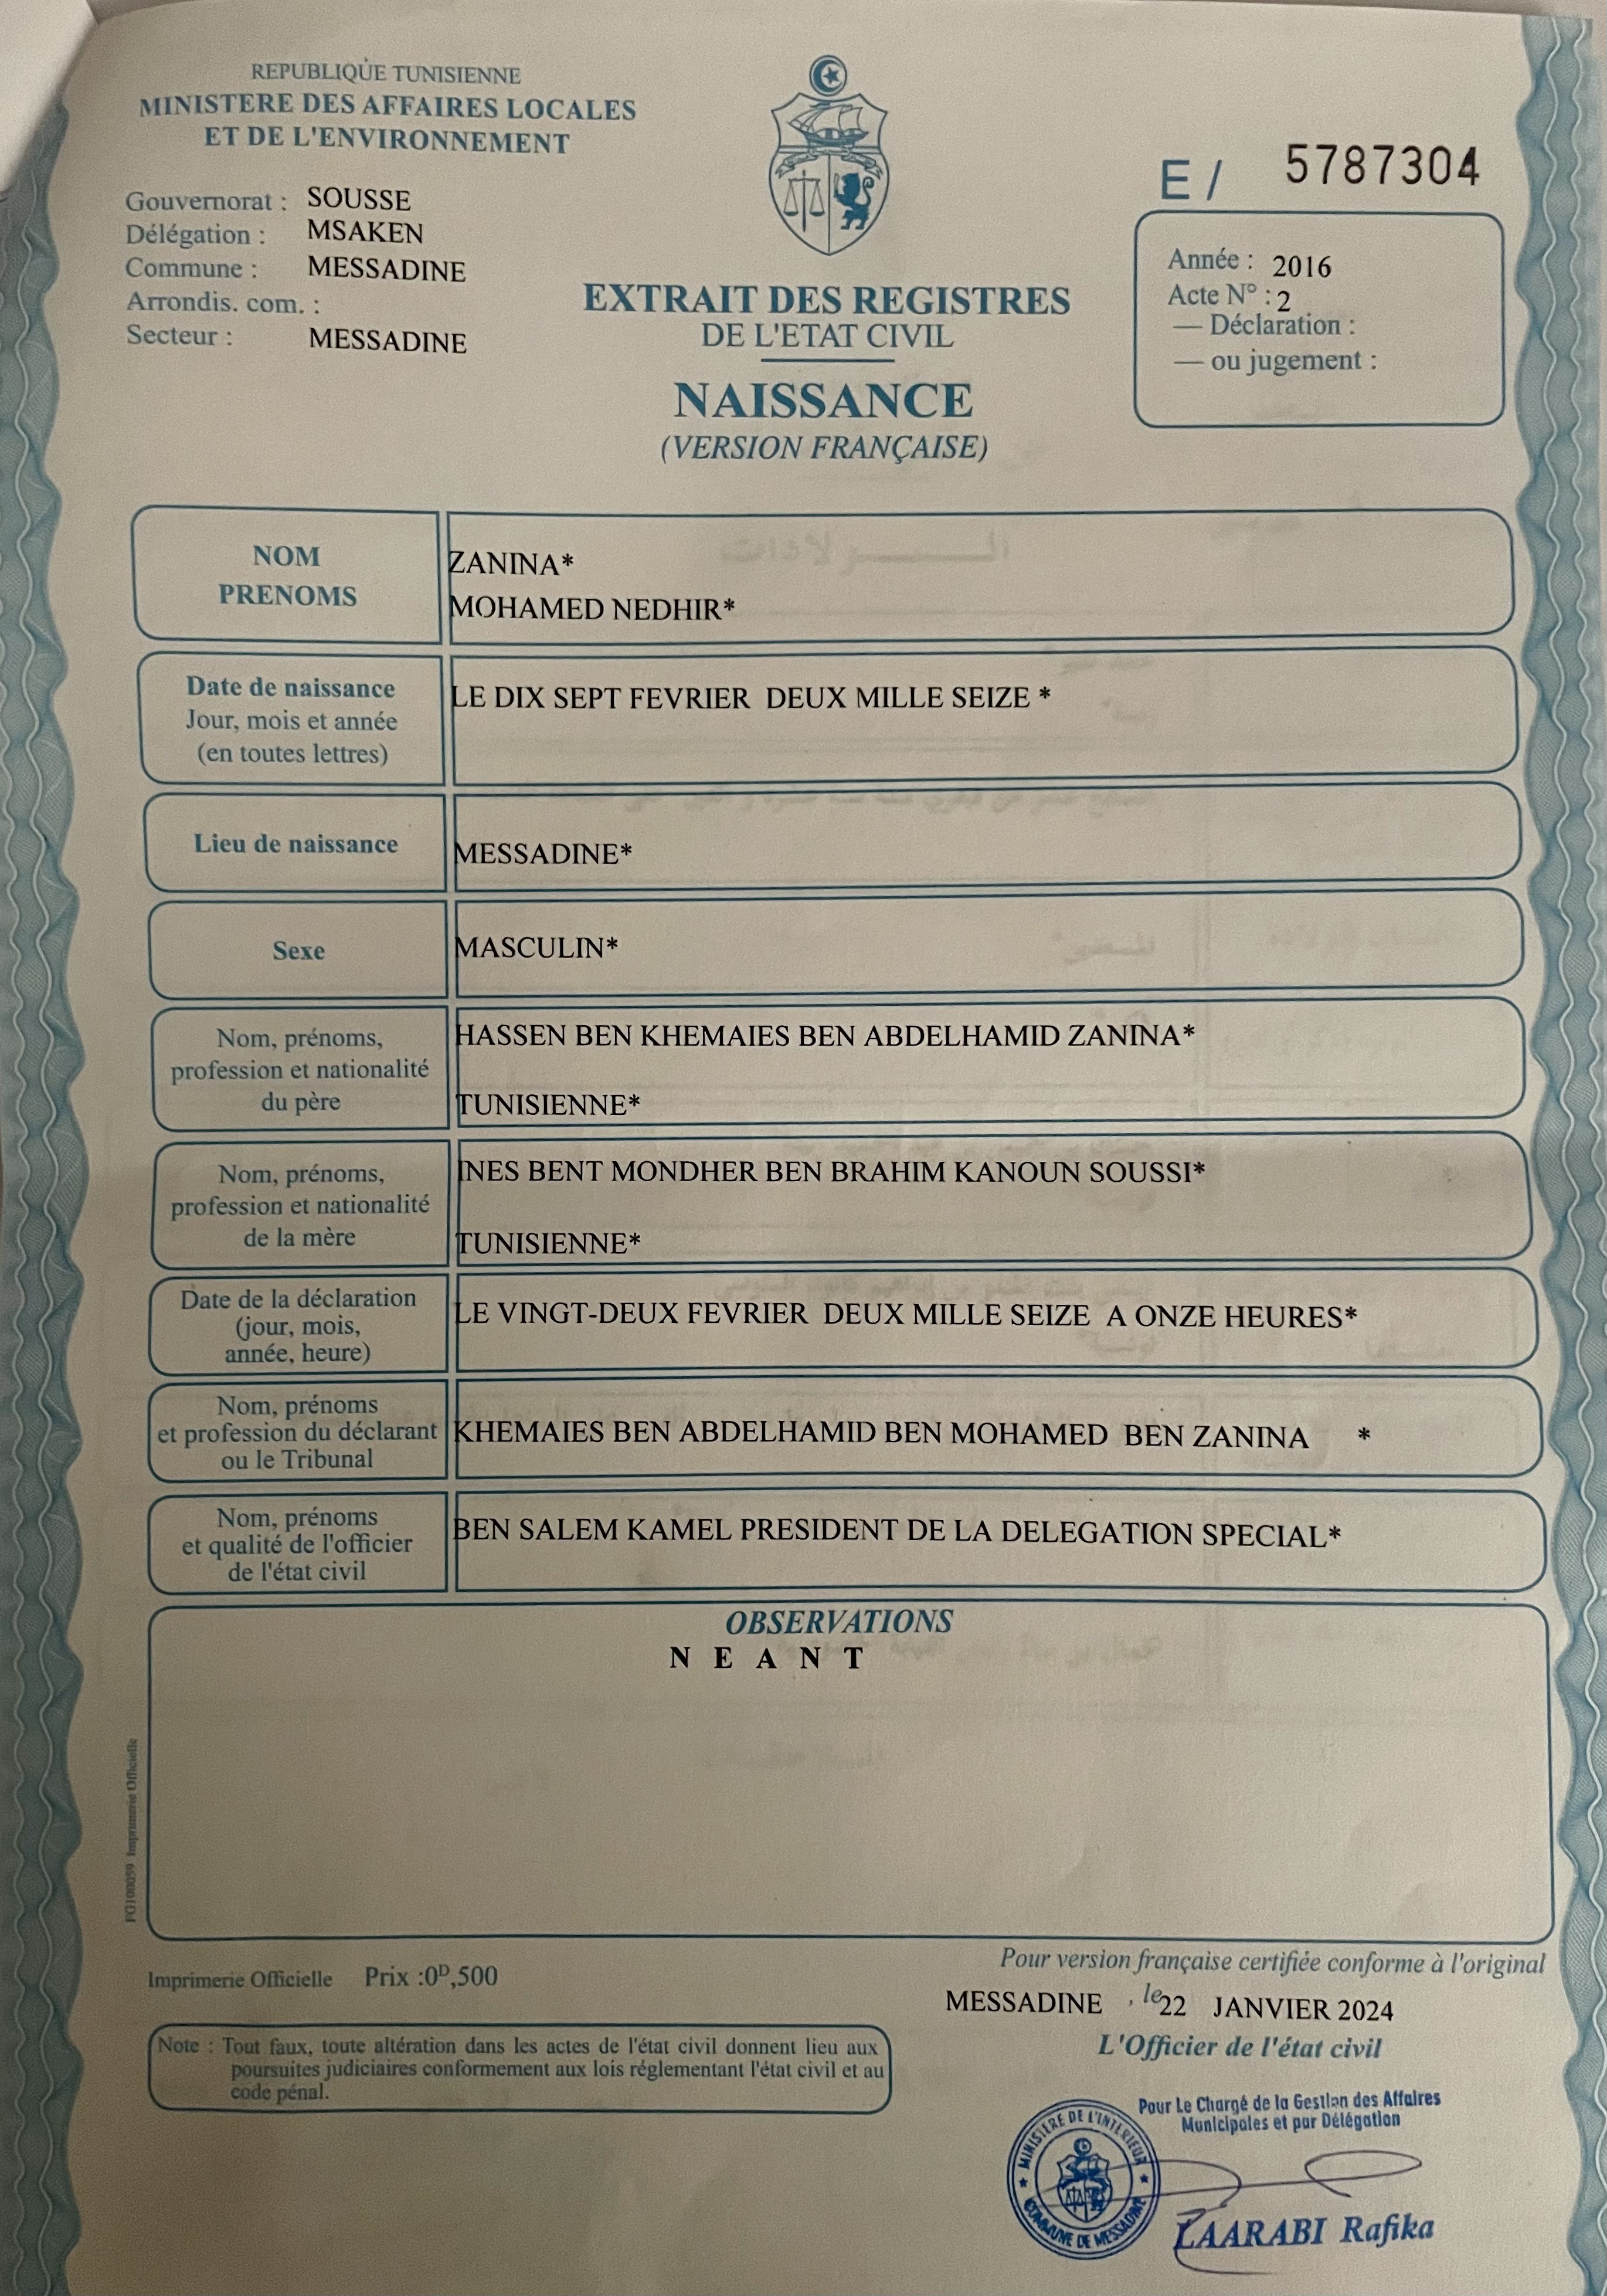 REPUBLIQUE TUNISIENNE
MINISTERE DES AFFAIRES LOCALES
ET DE L'ENVIRONNEMENT
Gouvernorat : SOUSSE
Délégation : MSAKEN
Commune : MESSADINE
Arrondis. com. :
Secteur : MESSADINE
EXTRAIT DES REGISTRES
DE L'ETAT CIVIL
NAISSANCE
(VERSION FRANÇAISE)
E / 5787304
Année : 2016
Acte N° : 2
— Déclaration :
— ou jugement :
NOM
PRENOMS
ZANINA*
MOHAMED NEDHIR*
Date de naissance
Jour, mois et année
(en toutes lettres)
LE DIX SEPT FEVRIER DEUX MILLE SEIZE *
Lieu de naissance
MESSADINE*
Sexe
MASCULIN*
Nom, prénoms,
profession et nationalité
du père
HASSEN BEN KHEMAIES BEN ABDELHAMID ZANINA*
TUNISIENNE*
Nom, prénoms,
profession et nationalité
de la mère
INES BENT MONDHER BEN BRAHIM KANOUN SOUSSI*
TUNISIENNE*
Date de la déclaration
(jour, mois,
année, heure)
LE VINGT-DEUX FEVRIER DEUX MILLE SEIZE A ONZE HEURES*
Nom, prénoms
et profession du déclarant
ou le Tribunal
KHEMAIES BEN ABDELHAMID BEN MOHAMED BEN ZANINA *
Nom, prénoms
et qualité de l'officier
de l'état civil
BEN SALEM KAMEL PRESIDENT DE LA DELEGATION SPECIAL*
OBSERVATIONS
N E A N T
FG100059 Imprimerie Officielle
Imprimerie Officielle Prix :0ᴰ,500
Note : Tout faux, toute altération dans les actes de l'état civil donnent lieu aux
poursuites judiciaires conformement aux lois réglementant l'état civil et au
code pénal.
Pour version française certifiée conforme à l'original
MESSADINE , le 22 JANVIER 2024
L'Officier de l'état civil
Pour Le Chargé de la Gestion des Affaires
Municipales et par Délégation
MINISTÈRE DE L'INTERIEUR
COMMUNE DE MESSADINE
LAARABI Rafika